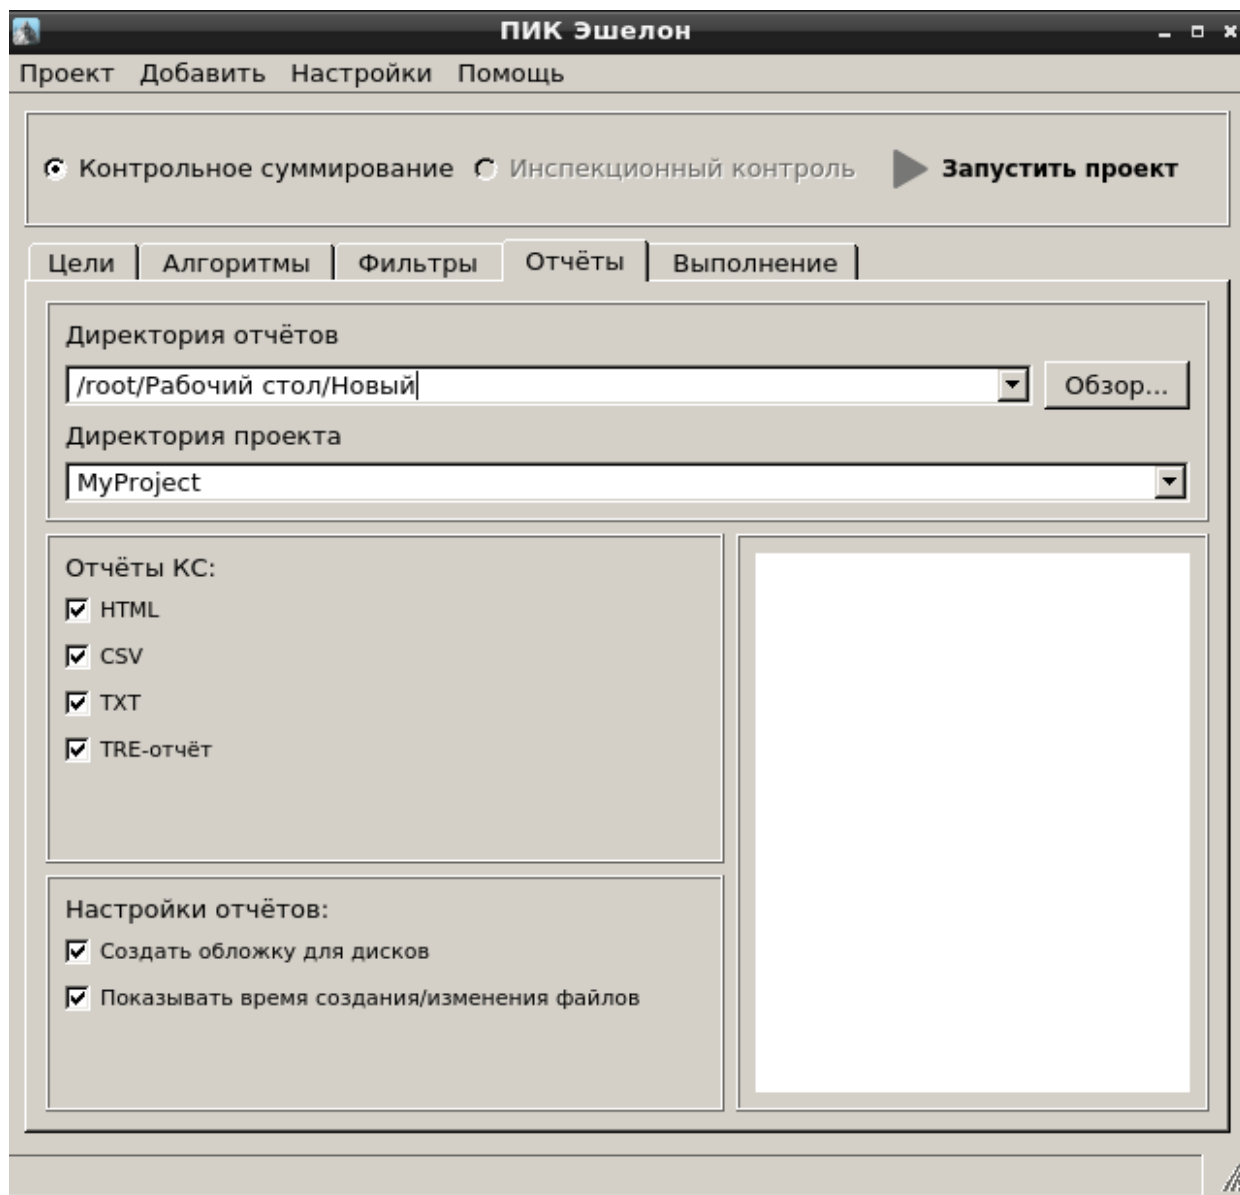 ПИК Эшелон
Проект Добавить Настройки Помощь
Контрольное суммирование Инспекционный контроль Запустить проект
Цели Алгоритмы Фильтры Отчёты Выполнение
Директория отчётов
/root/Рабочий стол/Новый Обзор...
Директория проекта
MyProject
Отчёты КС:
HTML
CSV
TXT
TRE-отчёт
Настройки отчётов:
Создать обложку для дисков
Показывать время создания/изменения файлов